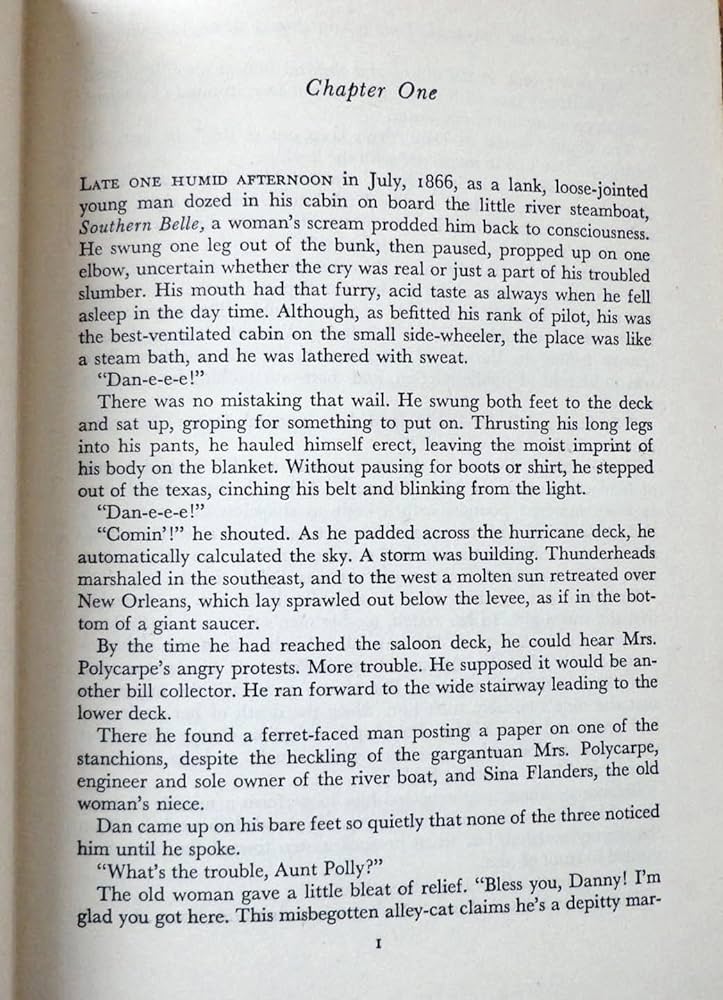 Chapter One
LATE ONE HUMID AFTERNOON in July, 1866, as a lank, loose-jointed
young man dozed in his cabin on board the little river steamboat,
Southern Belle, a woman's scream prodded him back to consciousness.
He swung one leg out of the bunk, then paused, propped up on one
elbow, uncertain whether the cry was real or just a part of his troubled
slumber. His mouth had that furry, acid taste as always when he fell
asleep in the day time. Although, as befitted his rank of pilot, his was
the best-ventilated cabin on the small side-wheeler, the place was like
a steam bath, and he was lathered with sweat.
"Dan-e-e-e!"
There was no mistaking that wail. He swung both feet to the deck
and sat up, groping for something to put on. Thrusting his long legs
into his pants, he hauled himself erect, leaving the moist imprint of
his body on the blanket. Without pausing for boots or shirt, he stepped
out of the texas, cinching his belt and blinking from the light.
"Dan-e-e-e!"
"Comin'!" he shouted. As he padded across the hurricane deck, he
automatically calculated the sky. A storm was building. Thunderheads
marshaled in the southeast, and to the west a molten sun retreated over
New Orleans, which lay sprawled out below the levee, as if in the bot-
tom of a giant saucer.
By the time he had reached the saloon deck, he could hear Mrs.
Polycarpe's angry protests. More trouble. He supposed it would be an-
other bill collector. He ran forward to the wide stairway leading to the
lower deck.
There he found a ferret-faced man posting a paper on one of the
stanchions, despite the heckling of the gargantuan Mrs. Polycarpe,
engineer and sole owner of the river boat, and Sina Flanders, the old
woman's niece.
Dan came up on his bare feet so quietly that none of the three noticed
him until he spoke.
"What's the trouble, Aunt Polly?"
The old woman gave a little bleat of relief. "Bless you, Danny! I'm
glad you got here. This misbegotten alley-cat claims he's a depitty mar-
1